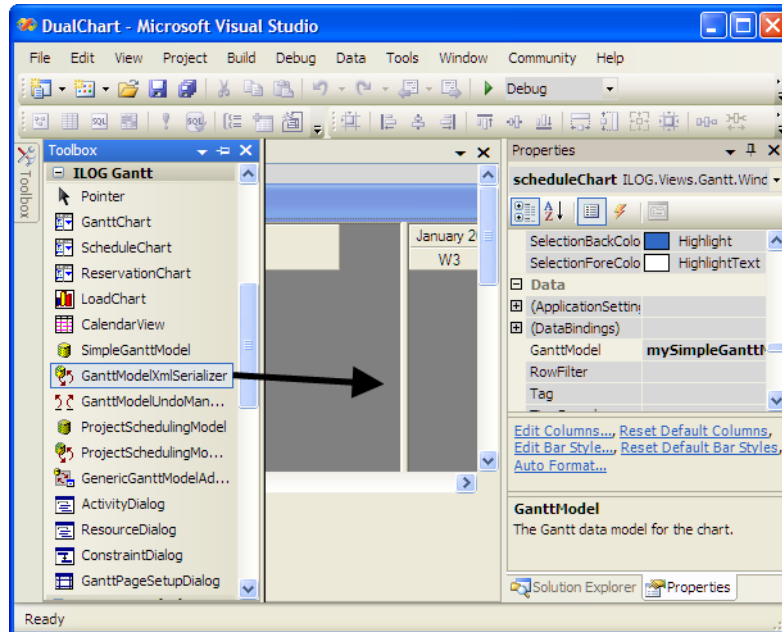 DualChart - Microsoft Visual Studio
File Edit View Project Build Debug Data Tools Window Community Help
Debug
Toolbox
Toolbox
ILOG Gantt
Pointer
GanttChart
ScheduleChart
ReservationChart
LoadChart
CalendarView
SimpleGanttModel
GanttModelXmlSerializer
GanttModelUndoMan...
ProjectSchedulingModel
ProjectSchedulingMo...
GenericGanttModelAd...
ActivityDialog
ResourceDialog
ConstraintDialog
GanttPageSetupDialog
January 2
W3
Properties
scheduleChart ILOG.Views.Gantt.Wind
SelectionBackColo Highlight
SelectionForeColo HighlightText
Data
(ApplicationSettin
(DataBindings)
GanttModel mySimpleGantt
RowFilter
Tag
Edit Columns..., Reset Default Columns,
Edit Bar Style..., Reset Default Bar Styles,
Auto Format...
GanttModel
The Gantt data model for the chart.
Solution Explorer Properties
Ready